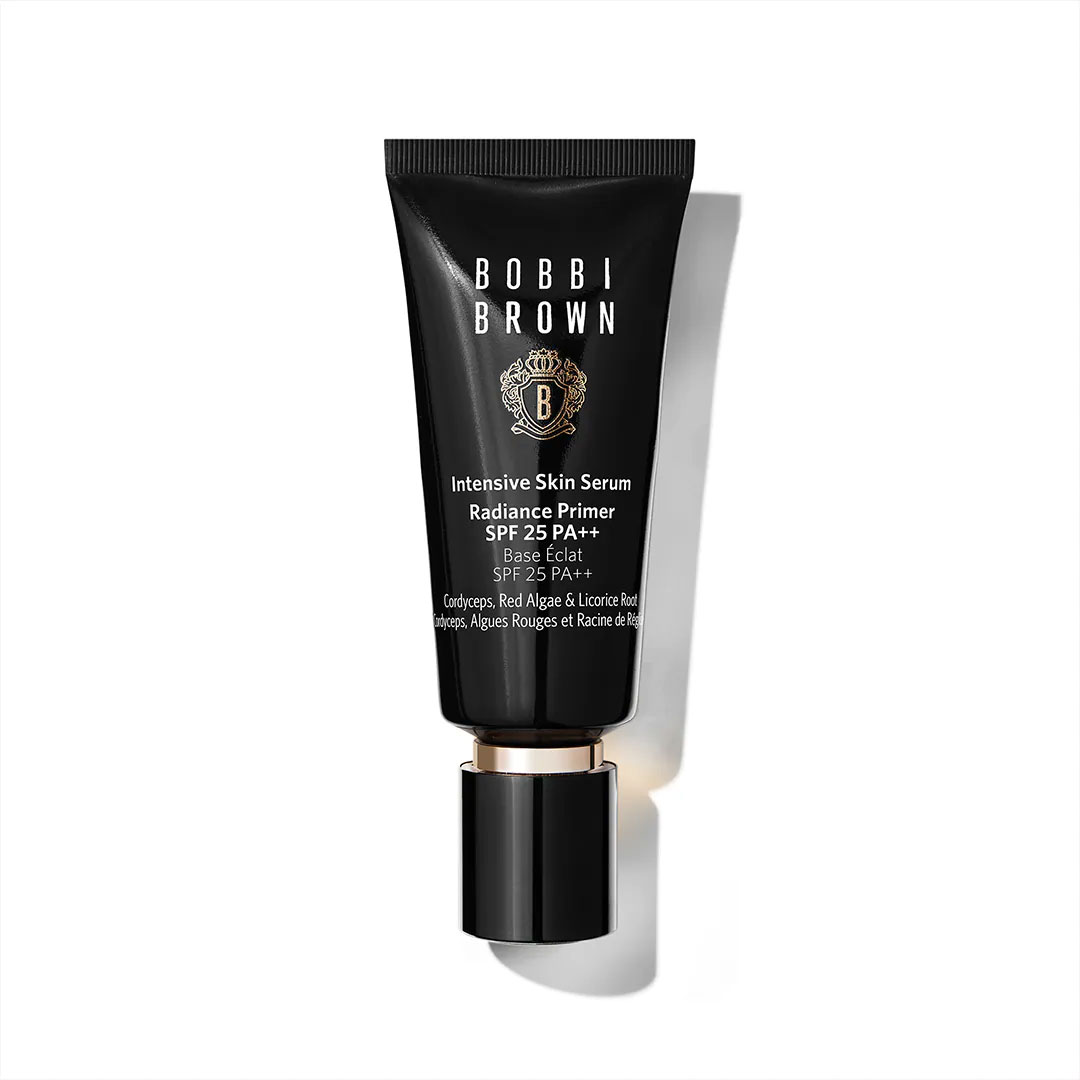 BOBBI
BROWN
B
Intensive Skin Serum
Radiance Primer
SPF 25 PA++
Base Éclat
SPF 25 PA++
Cordyceps, Red Algae & Licorice Root
Algues Rouges et Racine de